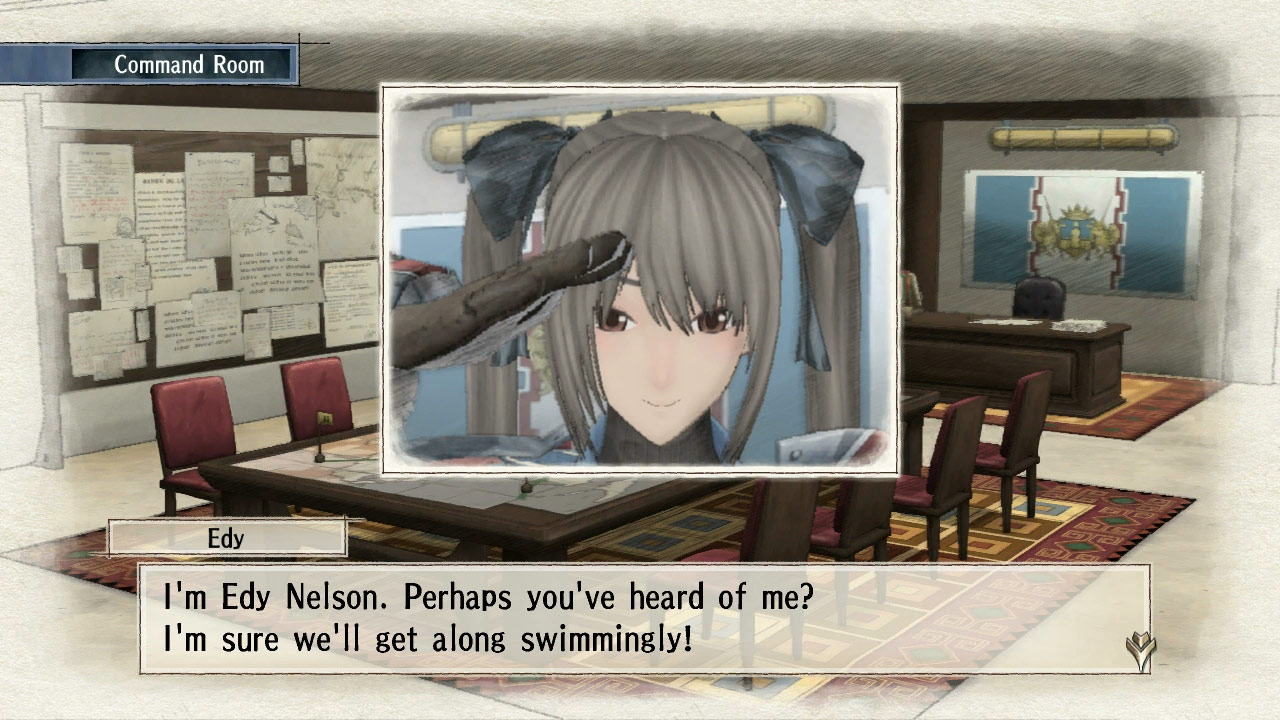 Command Room
Edy
I'm Edy Nelson. Perhaps you've heard of me?
I'm sure we'll get along swimmingly!